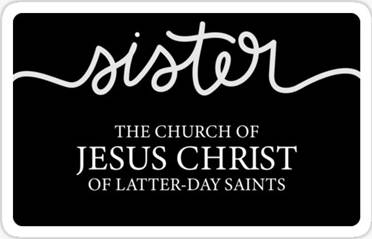 sister
THE CHURCH OF
JESUS CHRIST
OF LATTER-DAY SAINTS